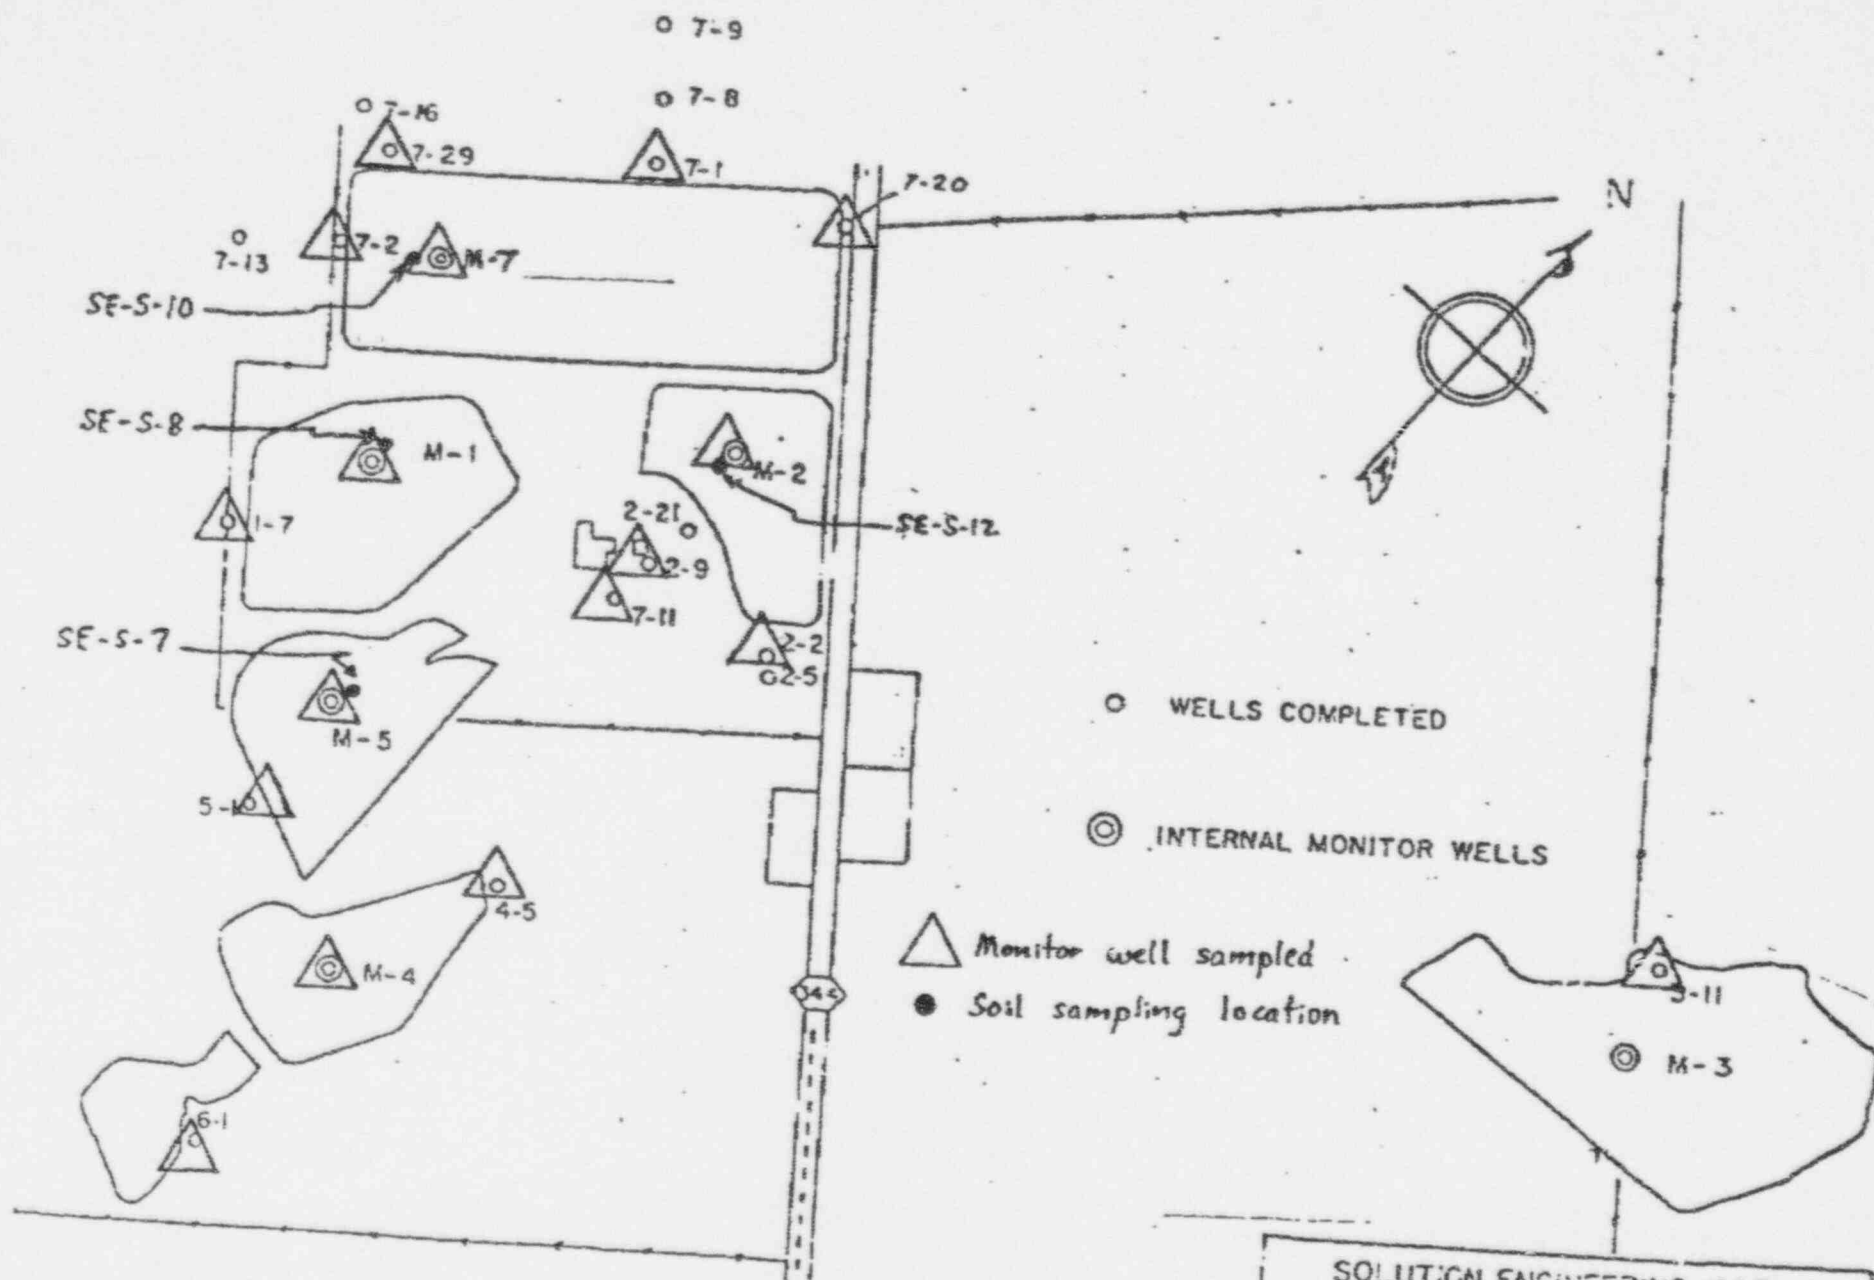 7-9
7-8
7-16
7-29
7-1
7-20
N
7-2
M-7
7-13
SE-S-10
SE-S-8
M-1
M-2
1-7
2-21
SE-S-12
2-9
7-11
SE-S-7
2-2
2-5
WELLS COMPLETED
M-5
5-1
INTERNAL MONITOR WELLS
4-5
Monitor well sampled
M-4
Soil sampling location
3-11
M-3
6-1
SOLUTION